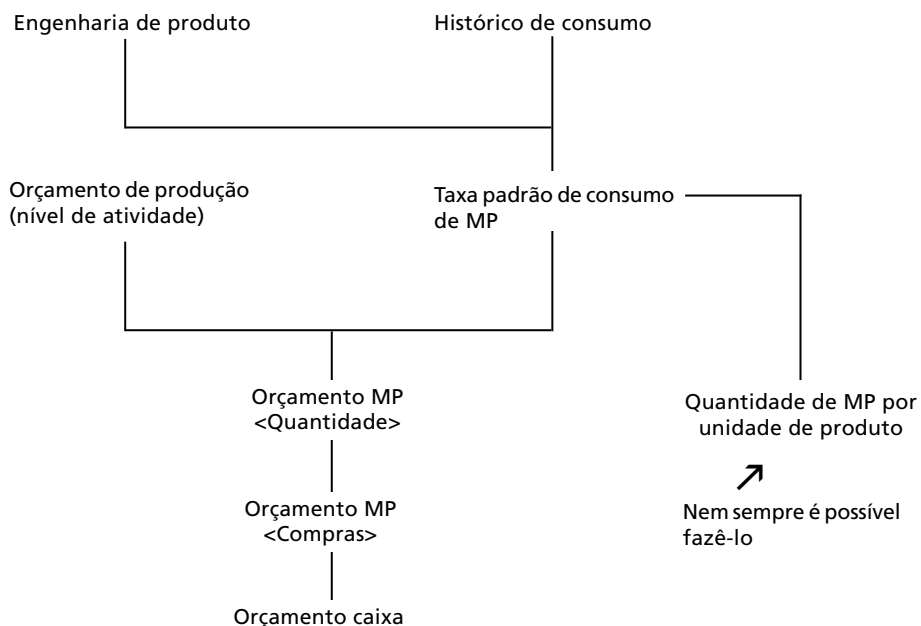 Engenharia de produto
Histórico de consumo
Orçamento de produção
(nível de atividade)
Taxa padrão de consumo
de MP
Orçamento MP
<Quantidade>
Quantidade de MP por
unidade de produto
Orçamento MP
<Compras>
Nem sempre é possível
fazê-lo
Orçamento caixa